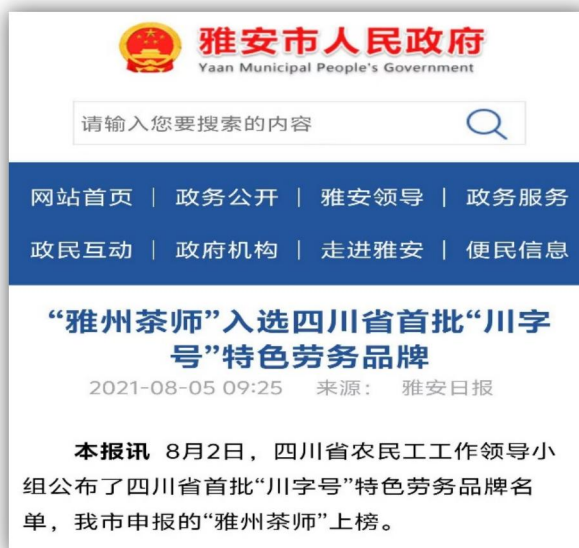 雅安市人民政府
Yaan Municipal People's Government
请输入您要搜索的内容
网站首页 | 政务公开 | 雅安领导 | 政务服务
政民互动 | 政府机构 | 走进雅安 | 便民信息
“雅州茶师”入选四川省首批“川字
号”特色劳务品牌
2021-08-05 09:25 来源： 雅安日报
本报讯 8月2日，四川省农民工工作领导小
组公布了四川省首批“川字号”特色劳务品牌名
单，我市申报的“雅州茶师”上榜。